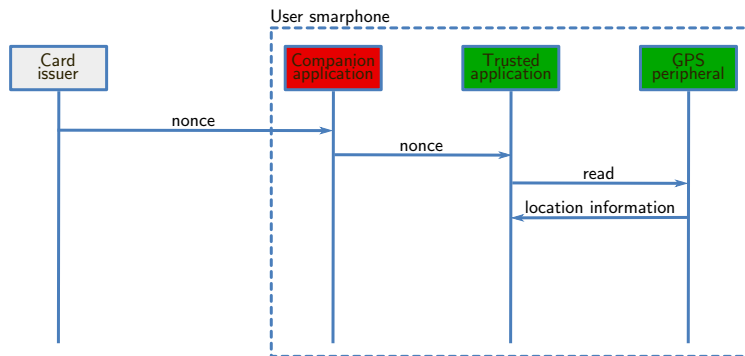 User smarphone
Card
issuer
Companion
application
Trusted
application
GPS
peripheral
nonce
nonce
read
location information